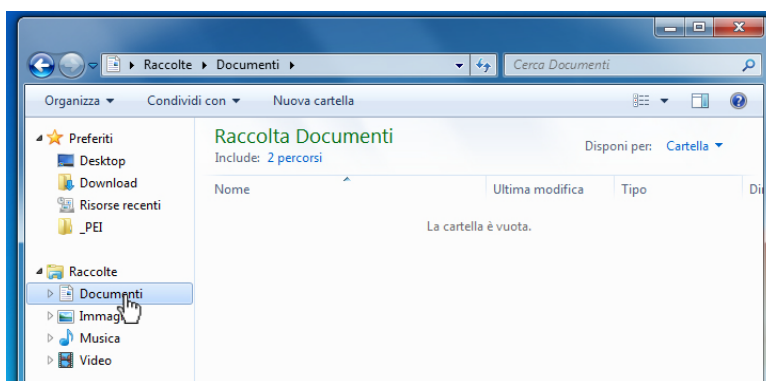 Raccolte Documenti
Cerca Documenti
Organizza Condividi con Nuova cartella
Preferiti
Desktop
Download
Risorse recenti
_PEI
Raccolte
Documenti
Musica
Video
Raccolta Documenti
Include: 2 percorsi
Disponi per: Cartella
Nome Ultima modifica Tipo
La cartella è vuota.